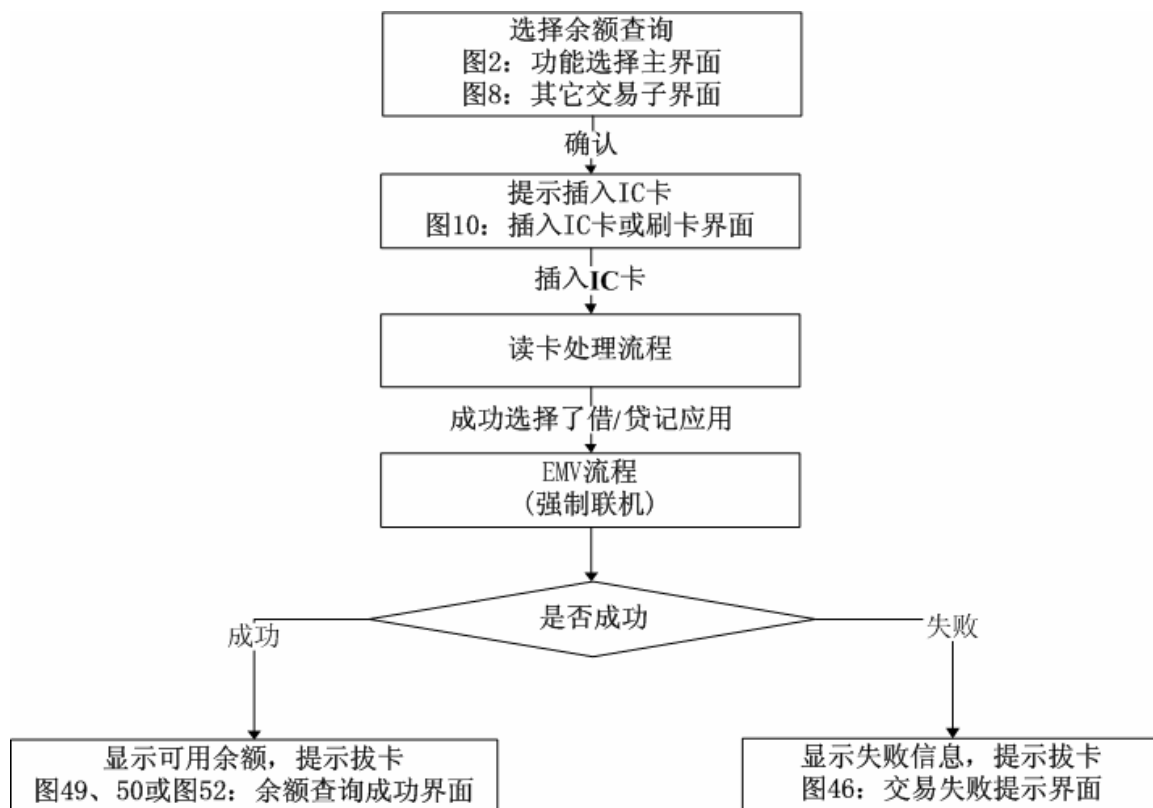 选择余额查询
图2：功能选择主界面
图8：其它交易子界面
确认
提示插入IC卡
图10：插入IC卡或刷卡界面
插入IC卡
读卡处理流程
成功选择了借/贷记应用
EMV流程
(强制联机)
是否成功
成功
失败
显示可用余额，提示拔卡
图49、50或图52：余额查询成功界面
显示失败信息，提示拔卡
图46：交易失败提示界面